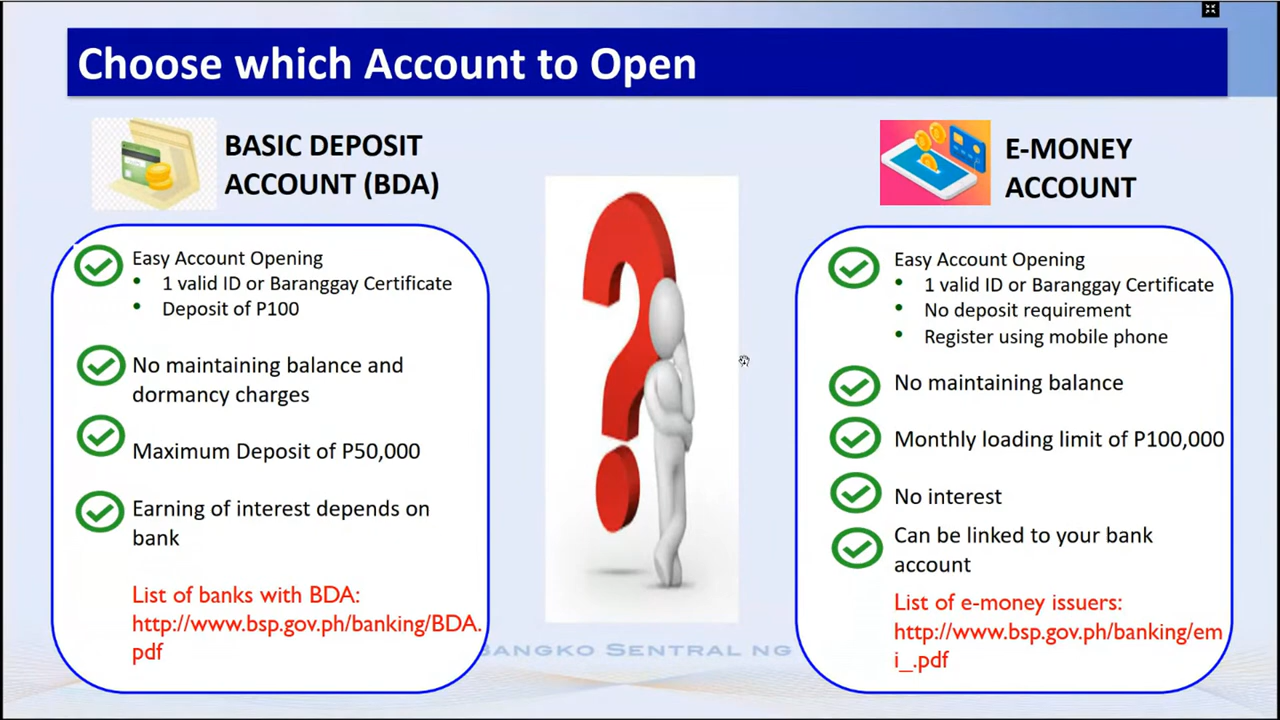 Choose which Account to Open
BASIC DEPOSIT
ACCOUNT (BDA)
Easy Account Opening
• 1 valid ID or Baranggay Certificate
• Deposit of P100
No maintaining balance and
dormancy charges
Maximum Deposit of P50,000
Earning of interest depends on
bank
List of banks with BDA:
http://www.bsp.gov.ph/banking/BDA.
pdf
E-MONEY
ACCOUNT
Easy Account Opening
• 1 valid ID or Baranggay Certificate
• No deposit requirement
• Register using mobile phone
No maintaining balance
Monthly loading limit of P100,000
No interest
Can be linked to your bank
account
List of e-money issuers:
http://www.bsp.gov.ph/banking/em
i_.pdf
BANGKO SENTRAL NG